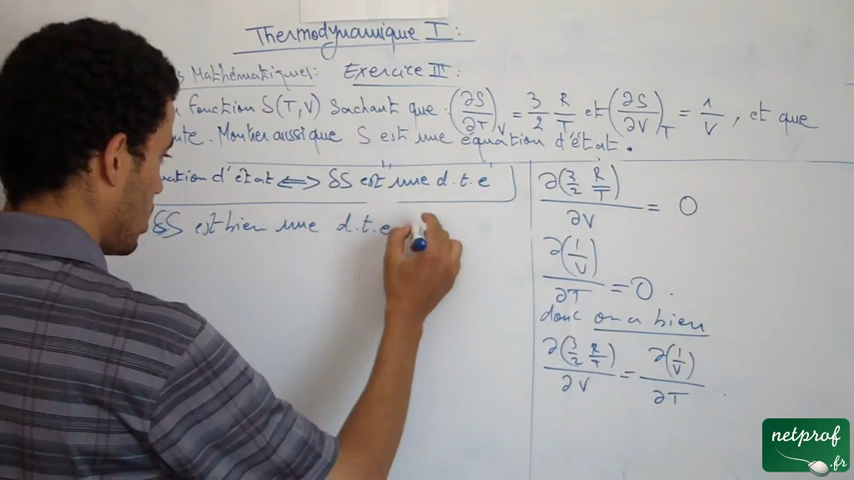 Thermodynamique I :
s Mathématiques : Exercice III :
fonction S(T,V) Sachant que : (∂S/∂T)V = 3/2 R/T et (∂S/∂V)T = 1/V , et que
nte. Montrer aussi que S est une équation d'état.
uation d'état <=> δS est une d.t.e
δS est bien une d.t.e
∂(3/2 R/T)/∂V = 0
∂(1/V)/∂T = 0 .
donc on a bien
∂(3/2 R/T)/∂V = ∂(1/V)/∂T
netprof
.fr